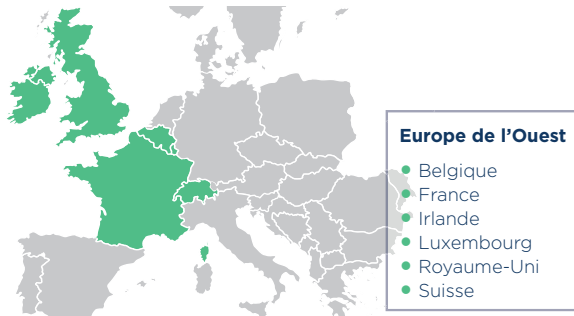 Europe de l'Ouest
Belgique
France
Irlande
Luxembourg
Royaume-Uni
Suisse